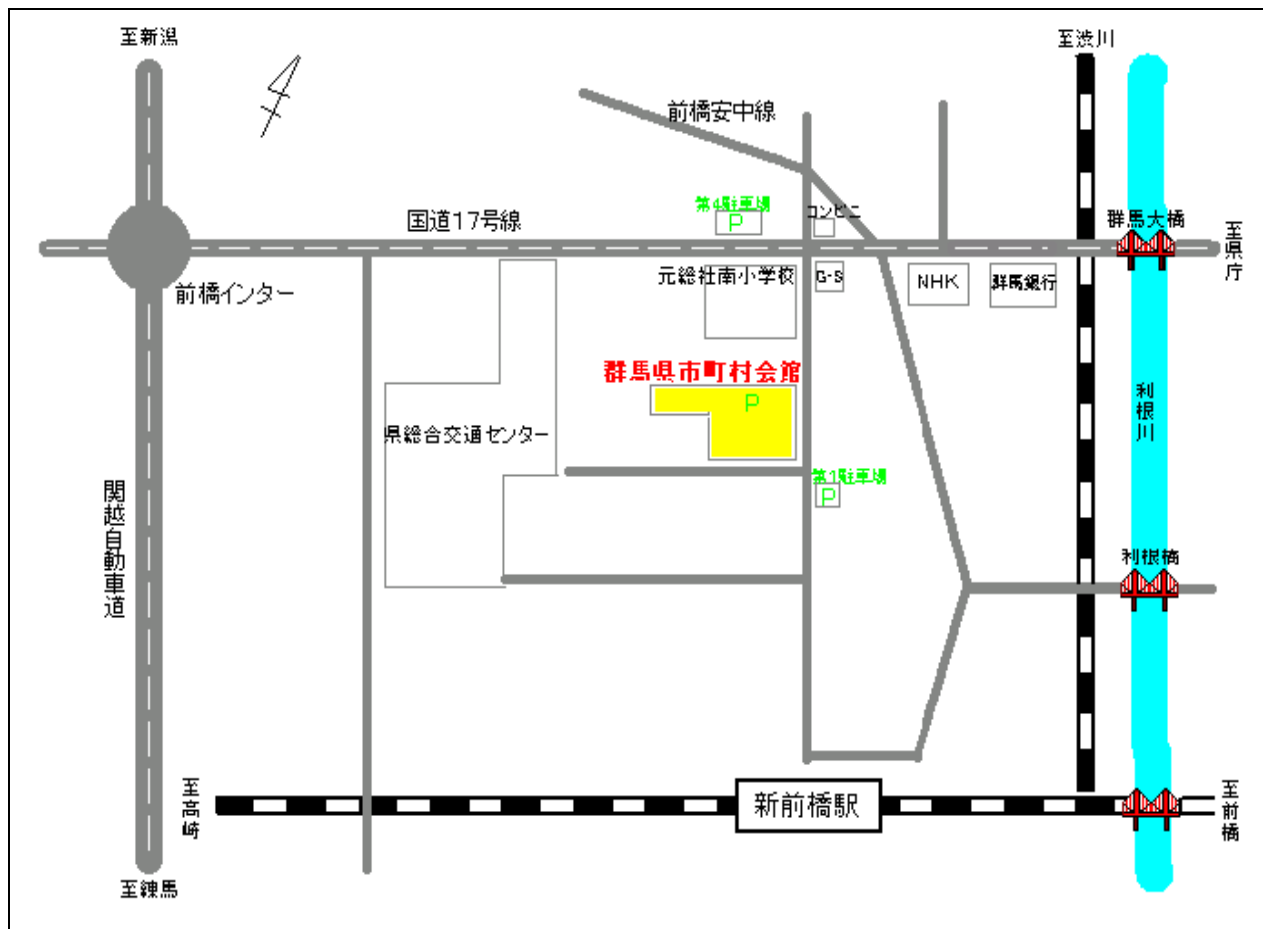 至新潟
至渋川
前橋安中線
第4駐車場
P
コンビニ
国道17号線
群馬大橋
至県庁
前橋インター
元総社南小学校
G-S
NHK
群馬銀行
群馬県市町村会館
P
利根川
県総合交通センター
第1駐車場
P
関越自動車道
利根橋
至高崎
新前橋駅
至前橋
至練馬